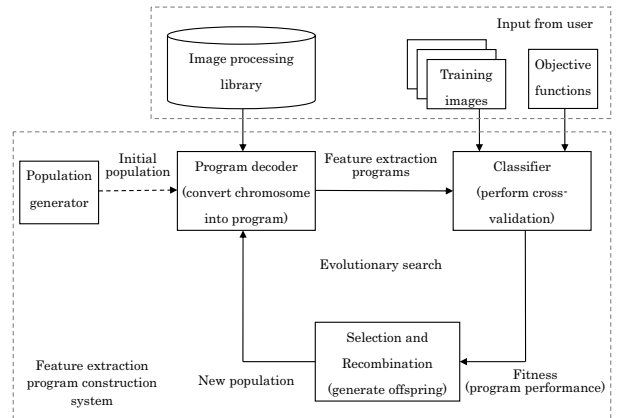 Input from user
Image processing
library
Training
images
Objective
functions
Population
generator
Initial
population
Program decoder
(convert chromosome
into program)
Feature extraction
programs
Classifier
(perform cross-
validation)
Evolutionary search
Selection and
Recombination
(generate offspring)
New population
Fitness
(program performance)
Feature extraction
program construction
system